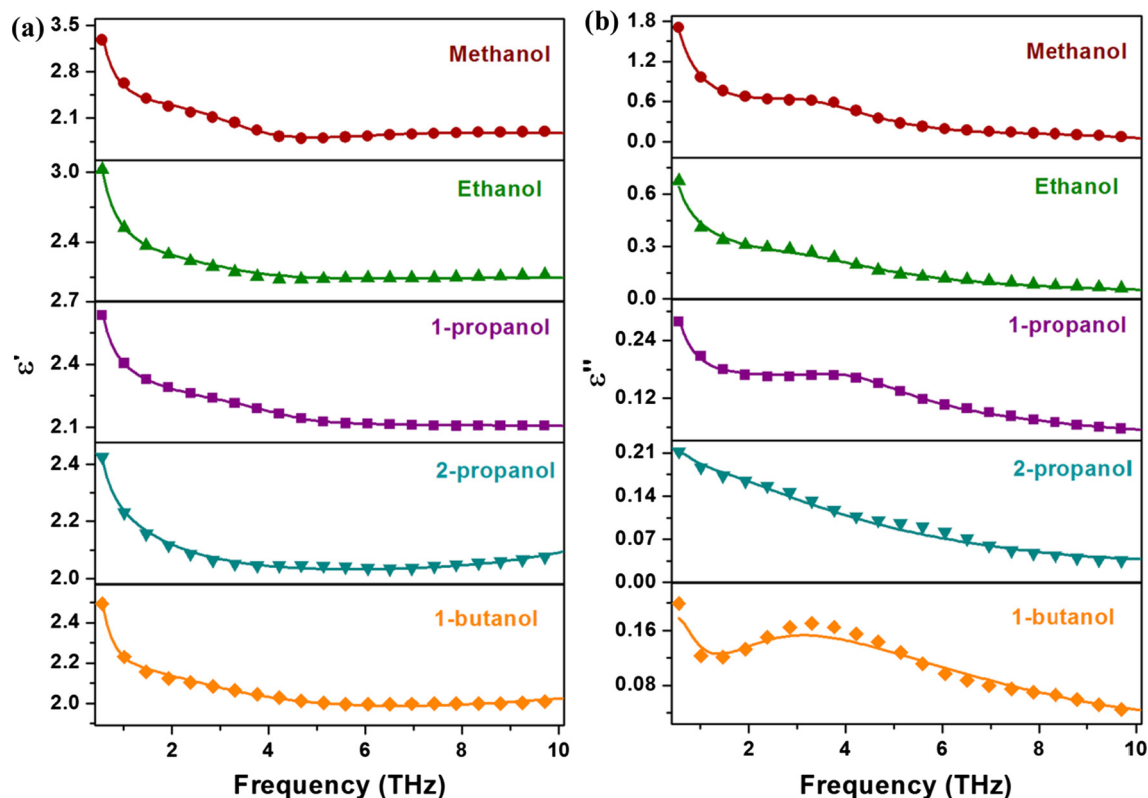 (a)
3.5
2.8
2.1
Methanol
3.0
2.4
Ethanol
2.7
2.4
2.1
1-propanol
2.4
2.2
2.0
2-propanol
2.4
2.2
2.0
1-butanol
ε'
2 4 6 8 10
Frequency (THz)
(b)
1.8
1.2
0.6
0.0
Methanol
0.6
0.3
0.0
Ethanol
0.24
0.12
1-propanol
0.21
0.14
0.07
0.00
2-propanol
0.16
0.08
1-butanol
ε"
2 4 6 8 10
Frequency (THz)